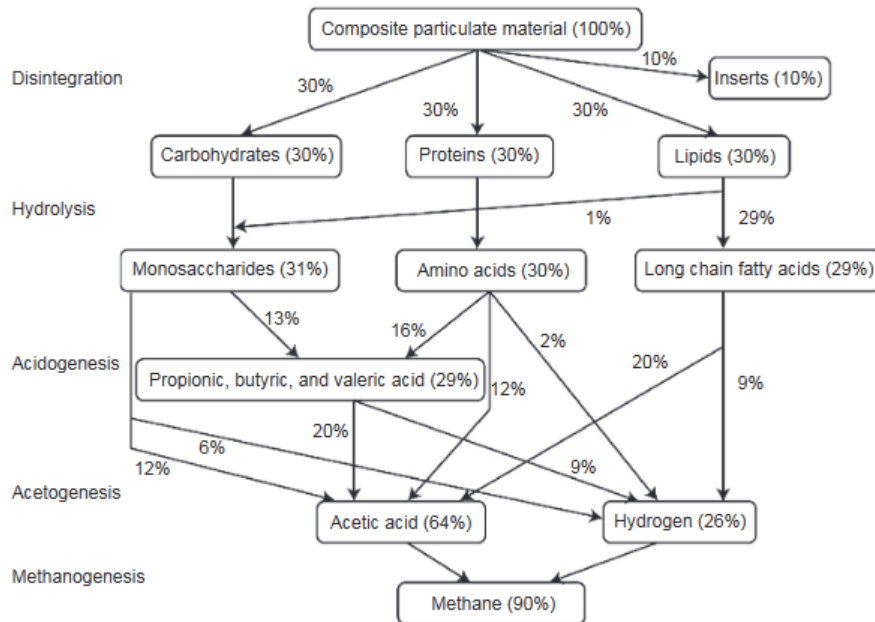 Composite particulate material (100%)
Disintegration
10%
Inserts (10%)
30%
30%
30%
Carbohydrates (30%)
Proteins (30%)
Lipids (30%)
Hydrolysis
1%
29%
Monosaccharides (31%)
Amino acids (30%)
Long chain fatty acids (29%)
13%
16%
2%
Acidogenesis
20%
Propionic, butyric, and valeric acid (29%)
12%
9%
20%
6%
12%
9%
Acetogenesis
Acetic acid (64%)
Hydrogen (26%)
Methanogenesis
Methane (90%)